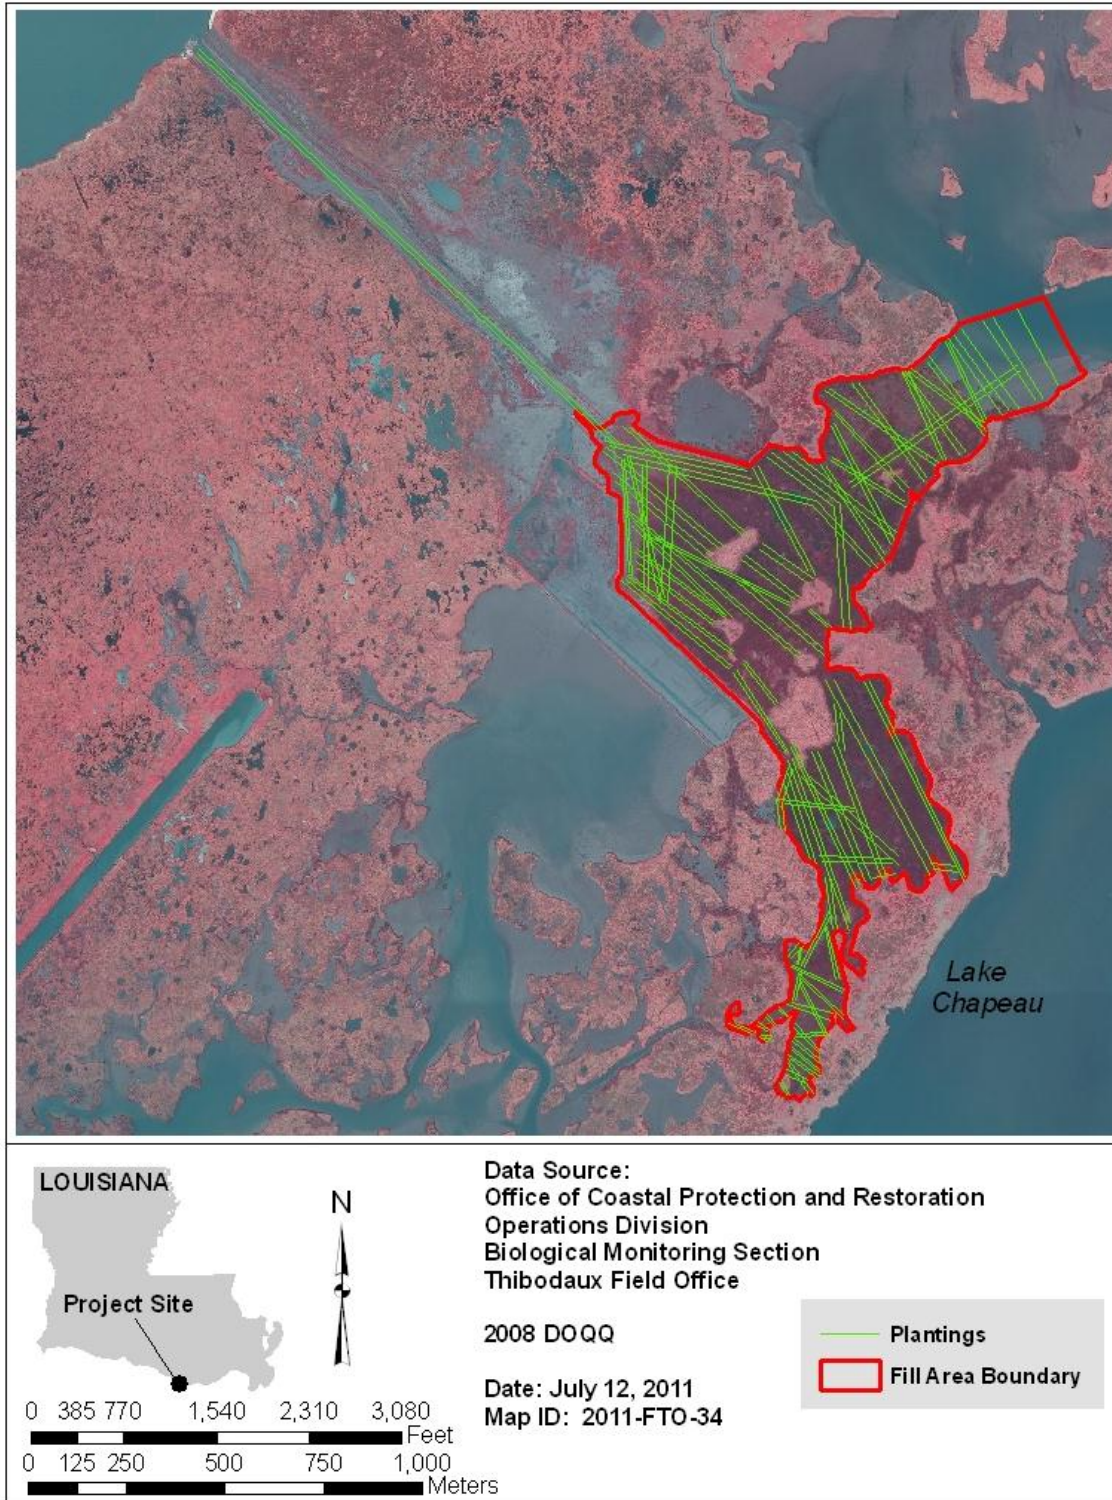 Lake
Chapeau
LOUISIANA
Project Site
N
0 385 770 1,540 2,310 3,080
Feet
0 125 250 500 750 1,000
Meters
Data Source:
Office of Coastal Protection and Restoration
Operations Division
Biological Monitoring Section
Thibodaux Field Office
2008 DOQQ
Date: July 12, 2011
Map ID: 2011-FTO-34
Plantings
Fill Area Boundary